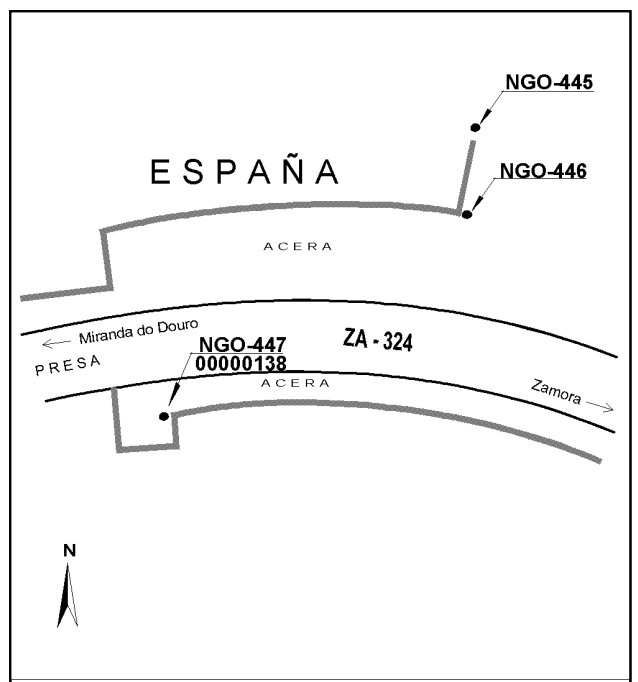 NGO-445
ESPAÑA
NGO-446
ACERA
Miranda do Douro
ZA - 324
NGO-447
00000138
PRESA
ACERA
Zamora
N